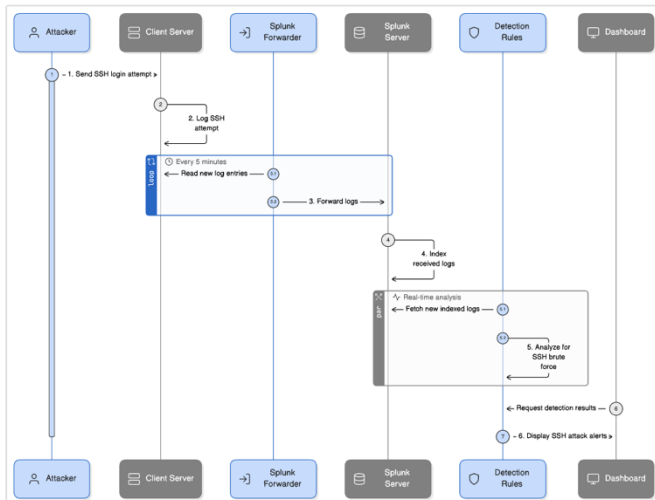 Attacker
Client Server
Splunk
Forwarder
Splunk
Server
Detection
Rules
Dashboard
1
1. Send SSH login attempt
2
2. Log SSH
attempt
loop
Every 5 minutes
Read new log entries
3.1
3.2
3. Forward logs
4
4. Index
received logs
par
Real-time analysis
Fetch new indexed logs
5.1
5.2
5. Analyze for
SSH brute
force
Request detection results
6
7
6. Display SSH attack alerts
Attacker
Client Server
Splunk
Forwarder
Splunk
Server
Detection
Rules
Dashboard